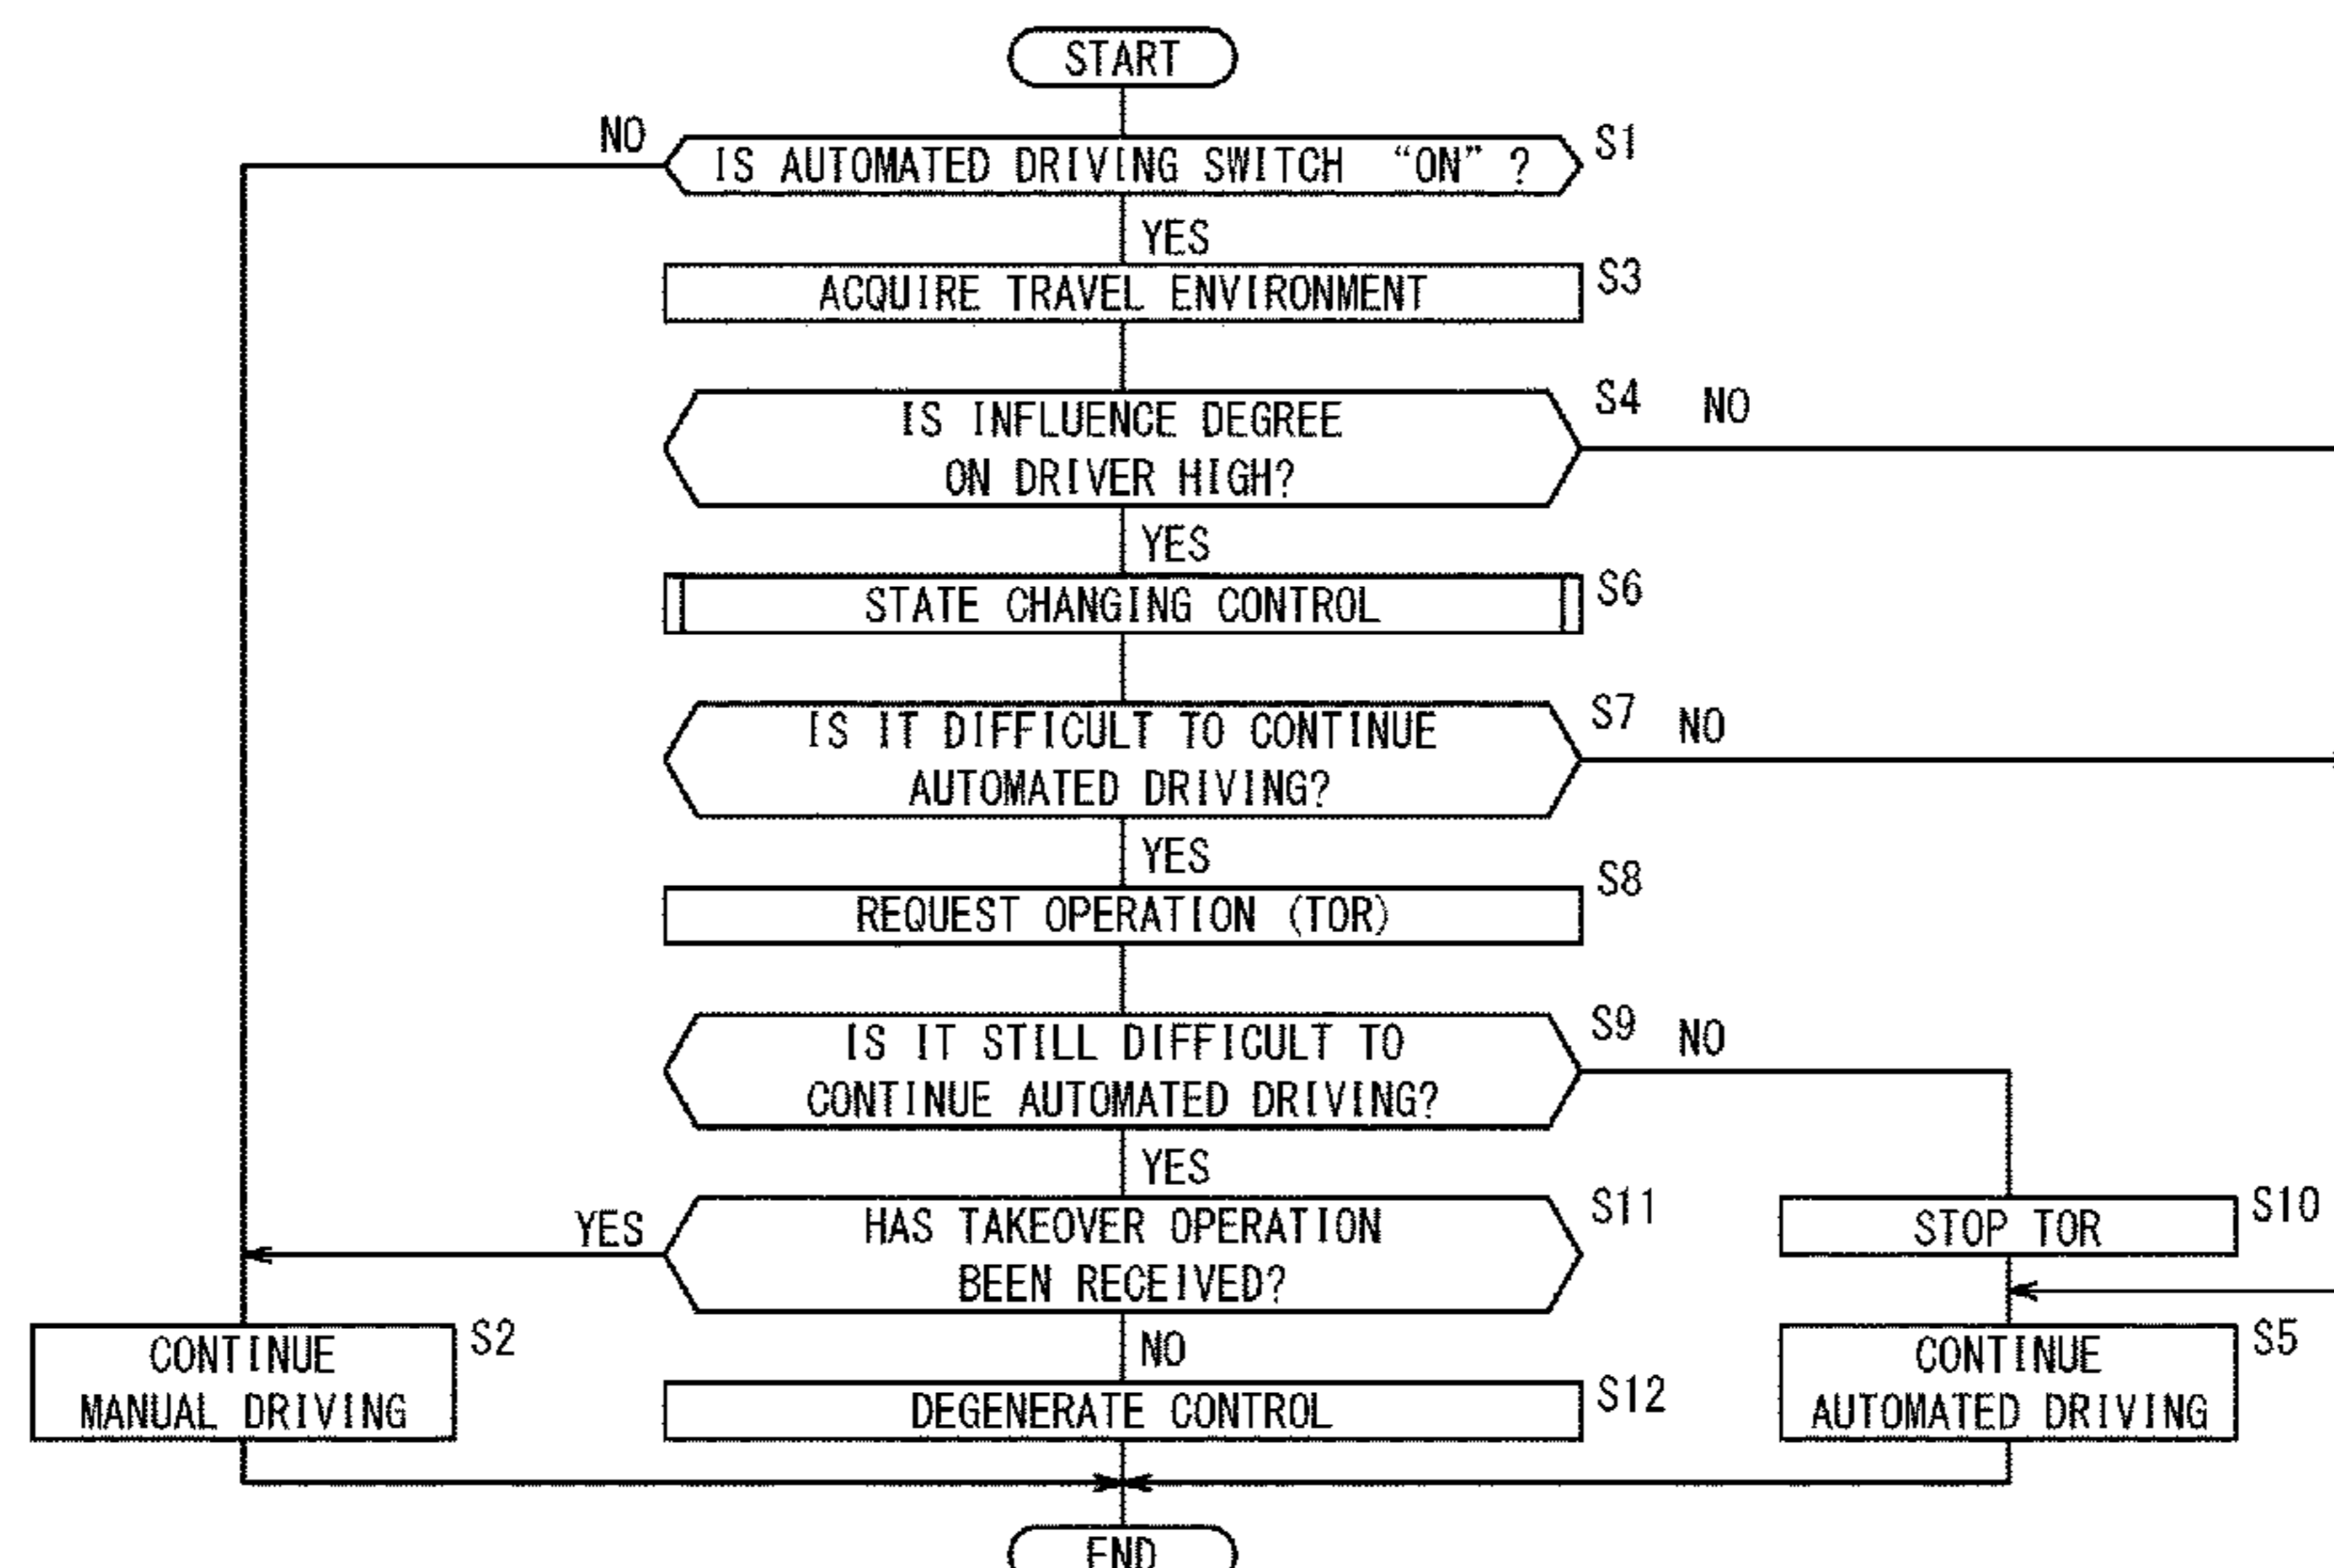 START
NO
IS AUTOMATED DRIVING SWITCH “ON” ?
S1
YES
ACQUIRE TRAVEL ENVIRONMENT
S3
IS INFLUENCE DEGREE
ON DRIVER HIGH?
S4
NO
YES
STATE CHANGING CONTROL
S6
IS IT DIFFICULT TO CONTINUE
AUTOMATED DRIVING?
S7
NO
YES
REQUEST OPERATION (TOR)
S8
IS IT STILL DIFFICULT TO
CONTINUE AUTOMATED DRIVING?
S9
NO
YES
YES
HAS TAKEOVER OPERATION
BEEN RECEIVED?
S11
STOP TOR
S10
CONTINUE
MANUAL DRIVING
S2
NO
DEGENERATE CONTROL
S12
CONTINUE
AUTOMATED DRIVING
S5
END